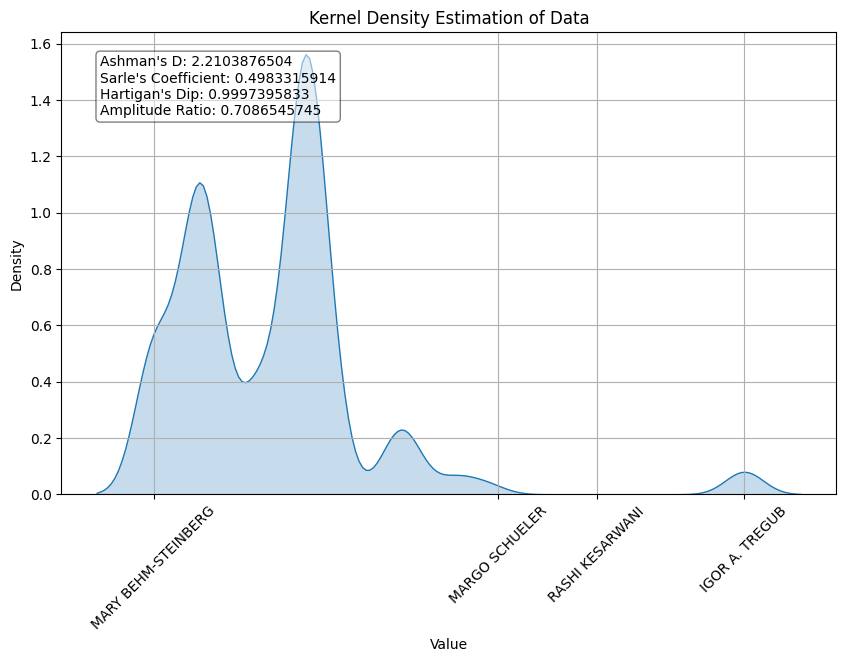 Kernel Density Estimation of Data
Ashman's D: 2.2103876504
Sarle's Coefficient: 0.4983315914
Hartigan's Dip: 0.9997395833
Amplitude Ratio: 0.7086545745
1.6
1.4
1.2
1.0
0.8
0.6
0.4
0.2
0.0
Density
MARY BEHM-STEINBERG
MARGO SCHUELER
RASHI KESARWANI
IGOR A. TREGUB
Value